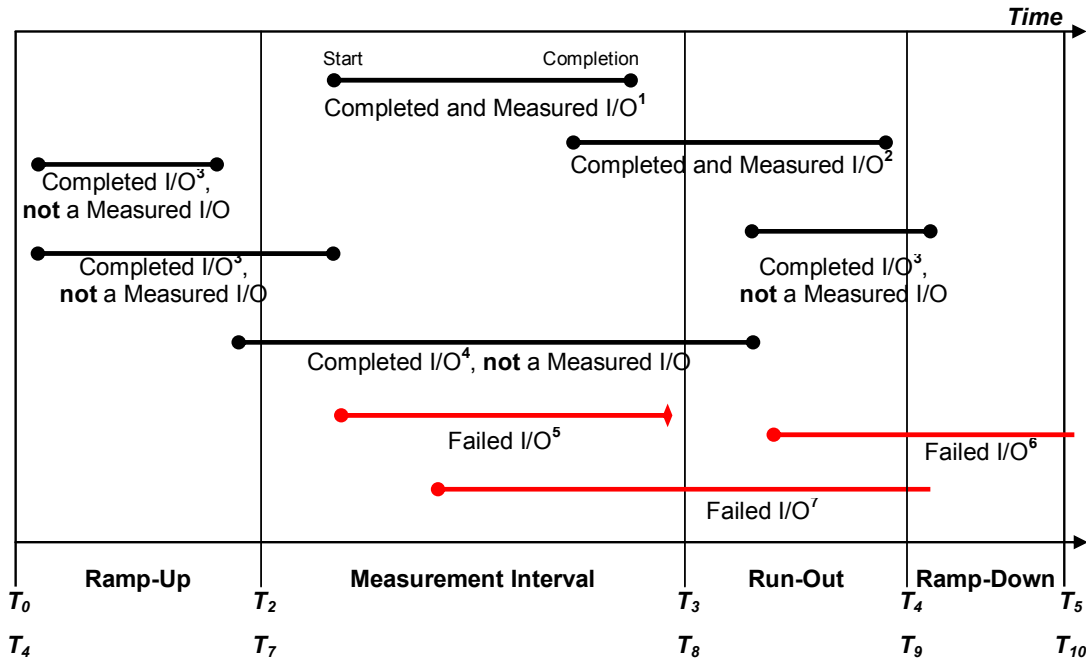 Time
Start Completion
Completed and Measured I/O1
Completed and Measured I/O2
Completed I/O3,
not a Measured I/O
Completed I/O3,
not a Measured I/O
Completed I/O3,
not a Measured I/O
Completed I/O4, not a Measured I/O
Failed I/O5
Failed I/O6
Failed I/O7
Ramp-Up Measurement Interval Run-Out Ramp-Down
T0 T2 T3 T4 T5
T4 T7 T8 T9 T10